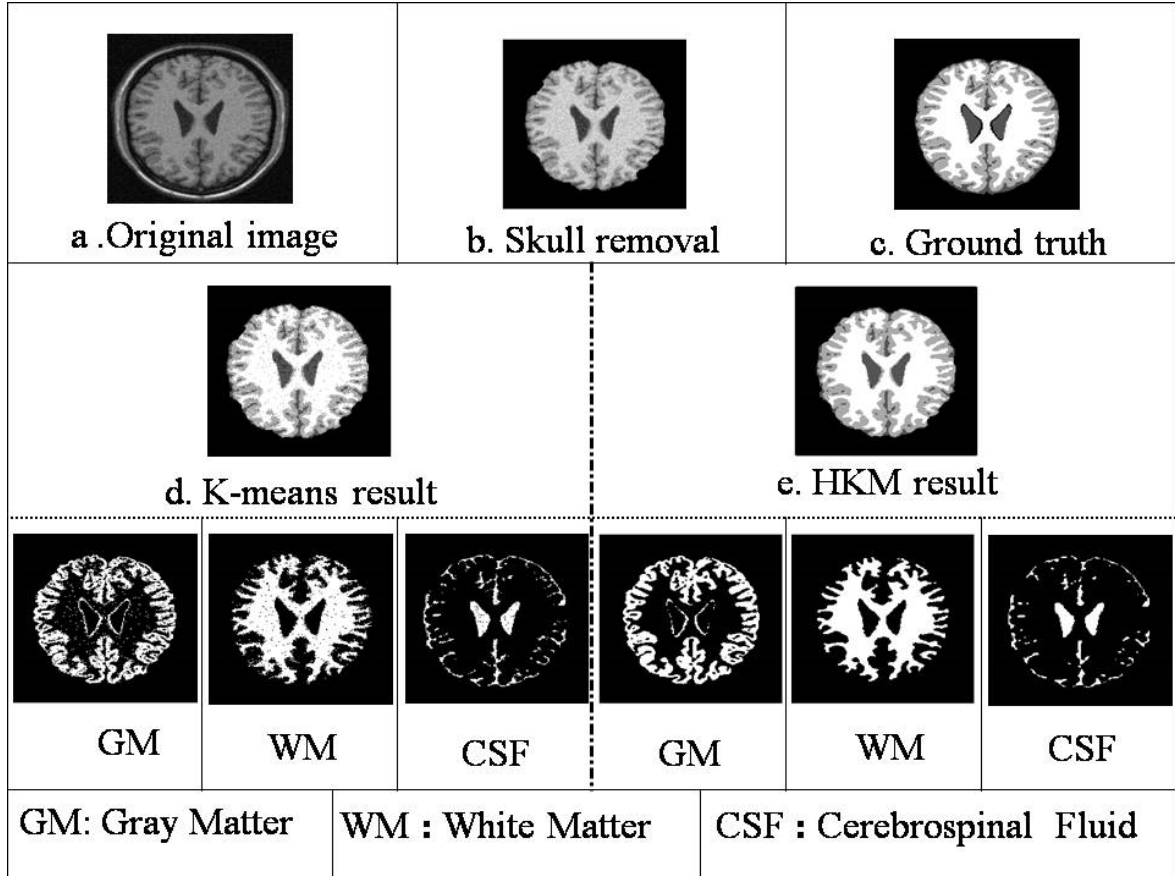 a .Original image
b. Skull removal
c. Ground truth
d. K-means result
e. HKM result
GM
WM
CSF
GM
WM
CSF
GM: Gray Matter
WM : White Matter
CSF : Cerebrospinal Fluid